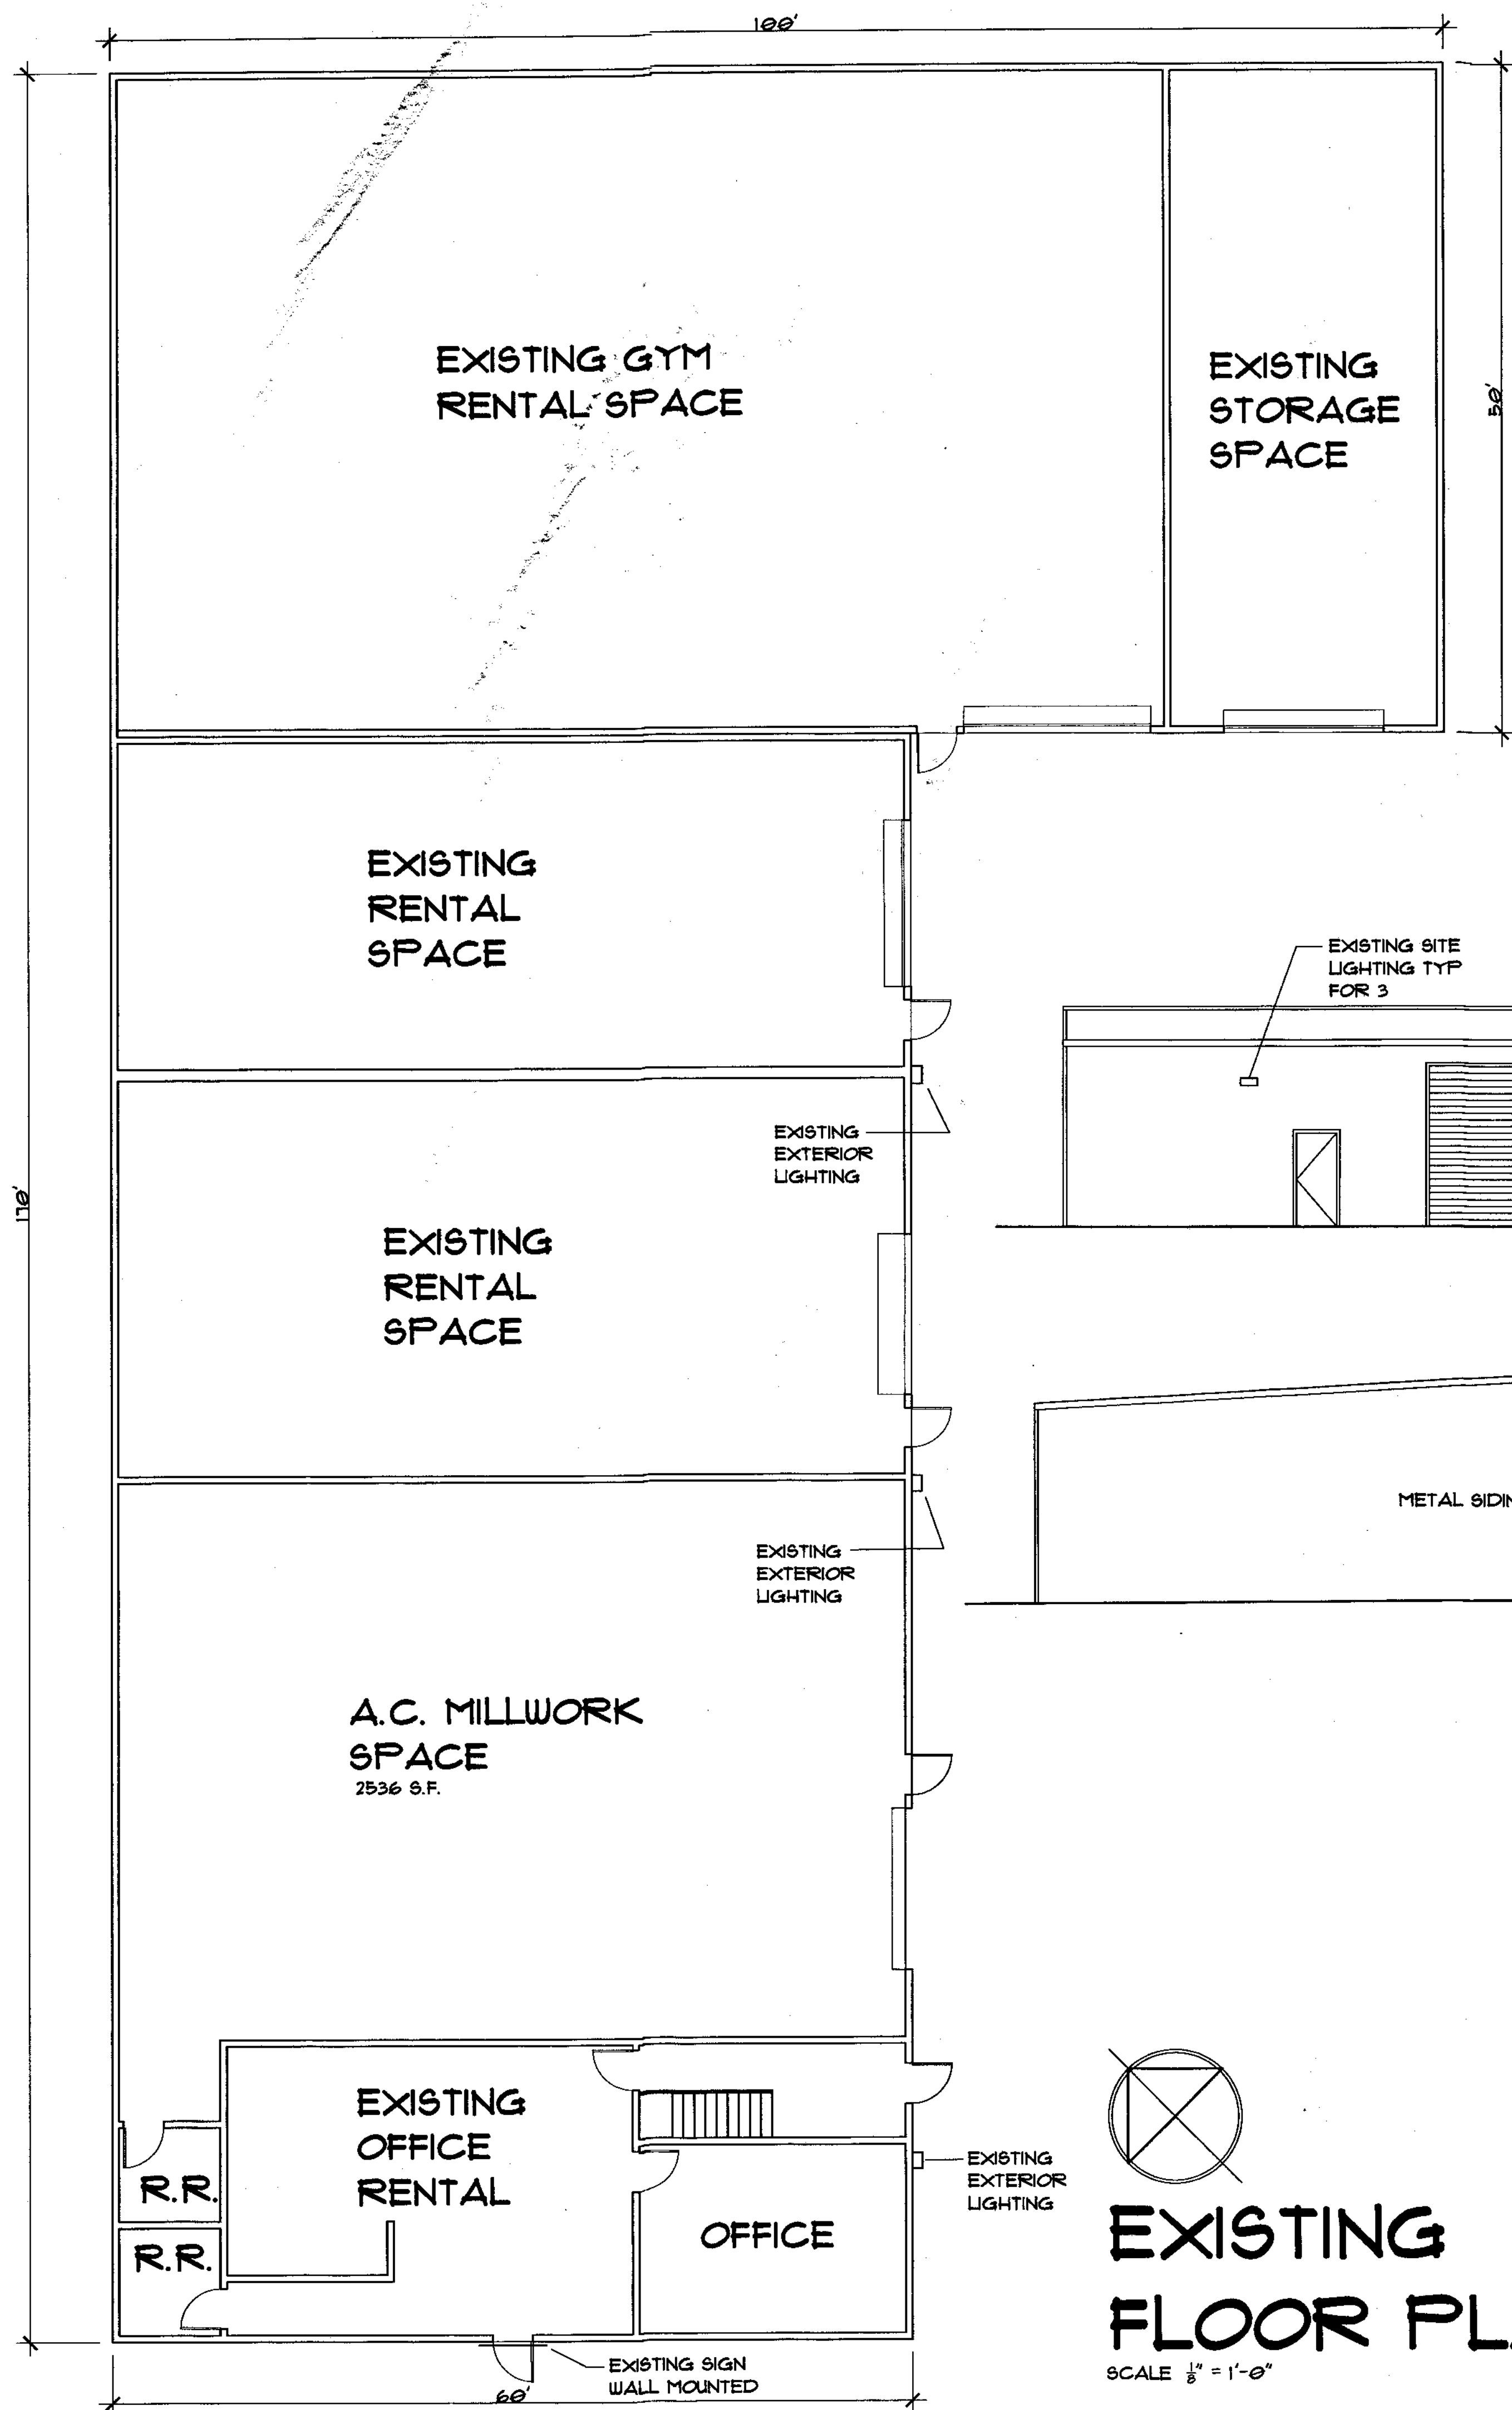 100'
EXISTING GYM
RENTAL SPACE
EXISTING
STORAGE
SPACE
50'
EXISTING
RENTAL
SPACE
EXISTING SITE
LIGHTING TYP
FOR 3
EXISTING
EXTERIOR
LIGHTING
170'
EXISTING
RENTAL
SPACE
METAL SIDIN
EXISTING
EXTERIOR
LIGHTING
A.C. MILLWORK
SPACE
2536 S.F.
EXISTING
OFFICE
RENTAL
R.R.
R.R.
OFFICE
EXISTING
EXTERIOR
LIGHTING
EXISTING
FLOOR PL
SCALE 1/8" = 1'-0"
EXISTING SIGN
WALL MOUNTED
60'